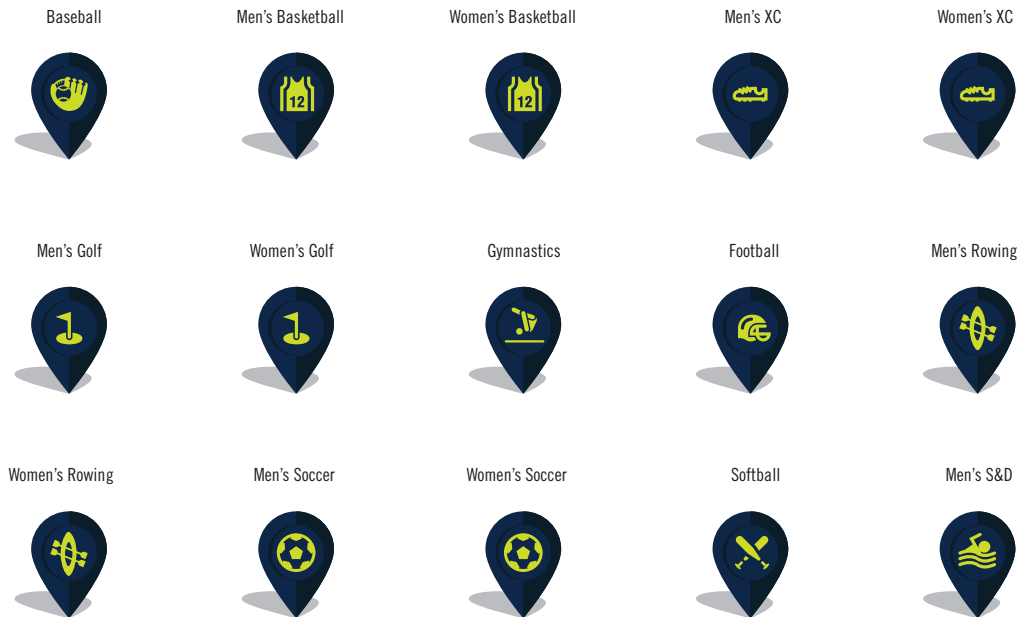 Baseball
Men’s Basketball
Women’s Basketball
Men’s XC
Women’s XC
12
12
Men’s Golf
Women’s Golf
Gymnastics
Football
Men’s Rowing
Women’s Rowing
Men’s Soccer
Women’s Soccer
Softball
Men’s S&D